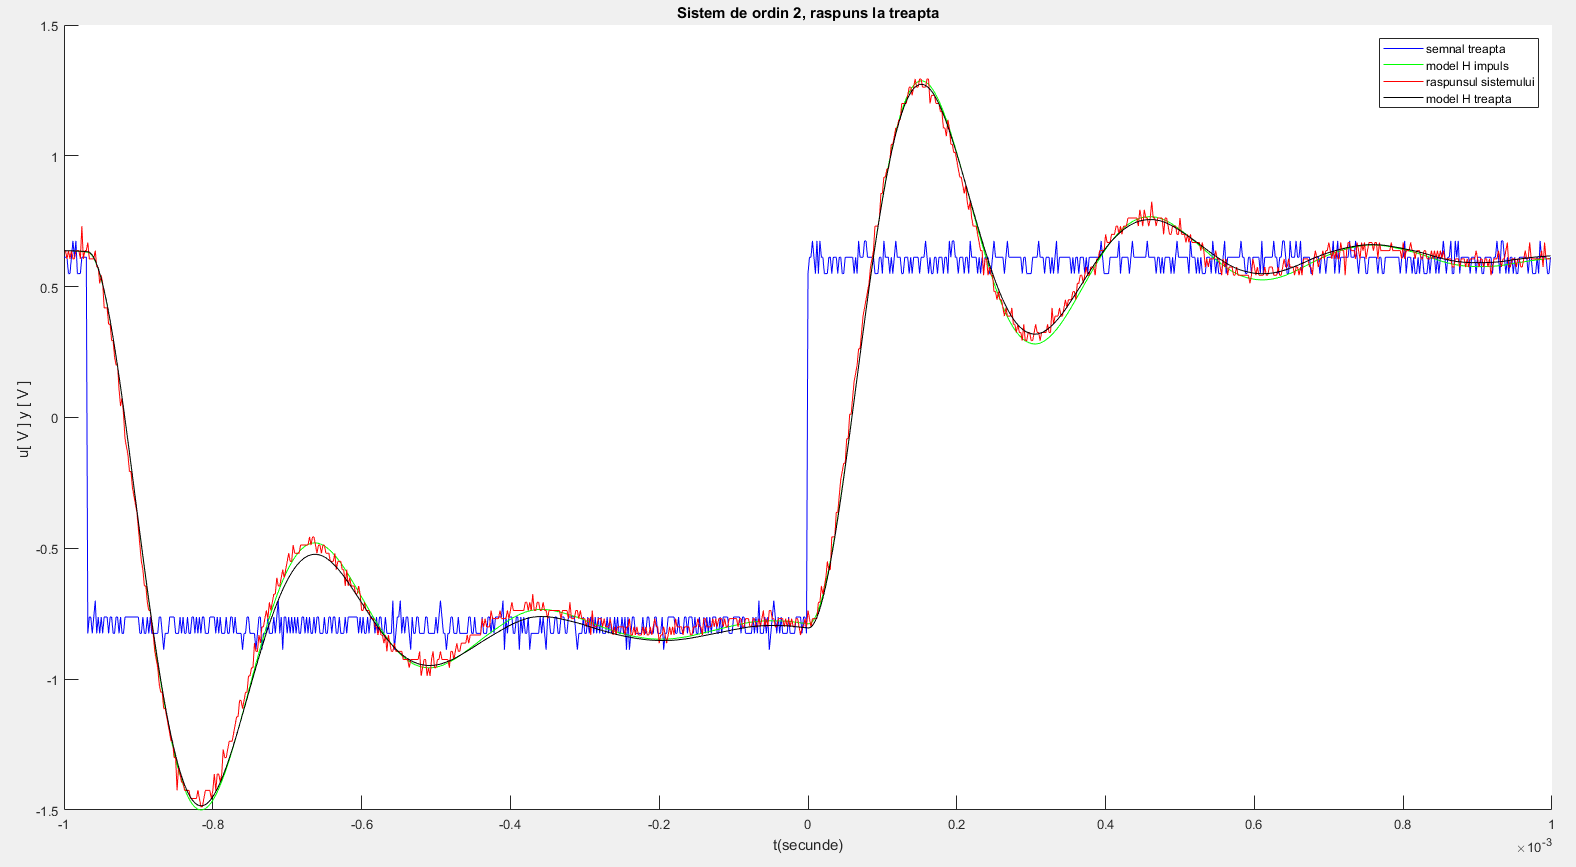 Sistem de ordin 2, raspuns la treapta
semnal treapta
model H impuls
raspunsul sistemului
model H treapta
u[ V ] y [ V ]
1.5
1
0.5
0
-0.5
-1
-1.5
-1 -0.8 -0.6 -0.4 -0.2 0 0.2 0.4 0.6 0.8 1
t(secunde)
×10^-3